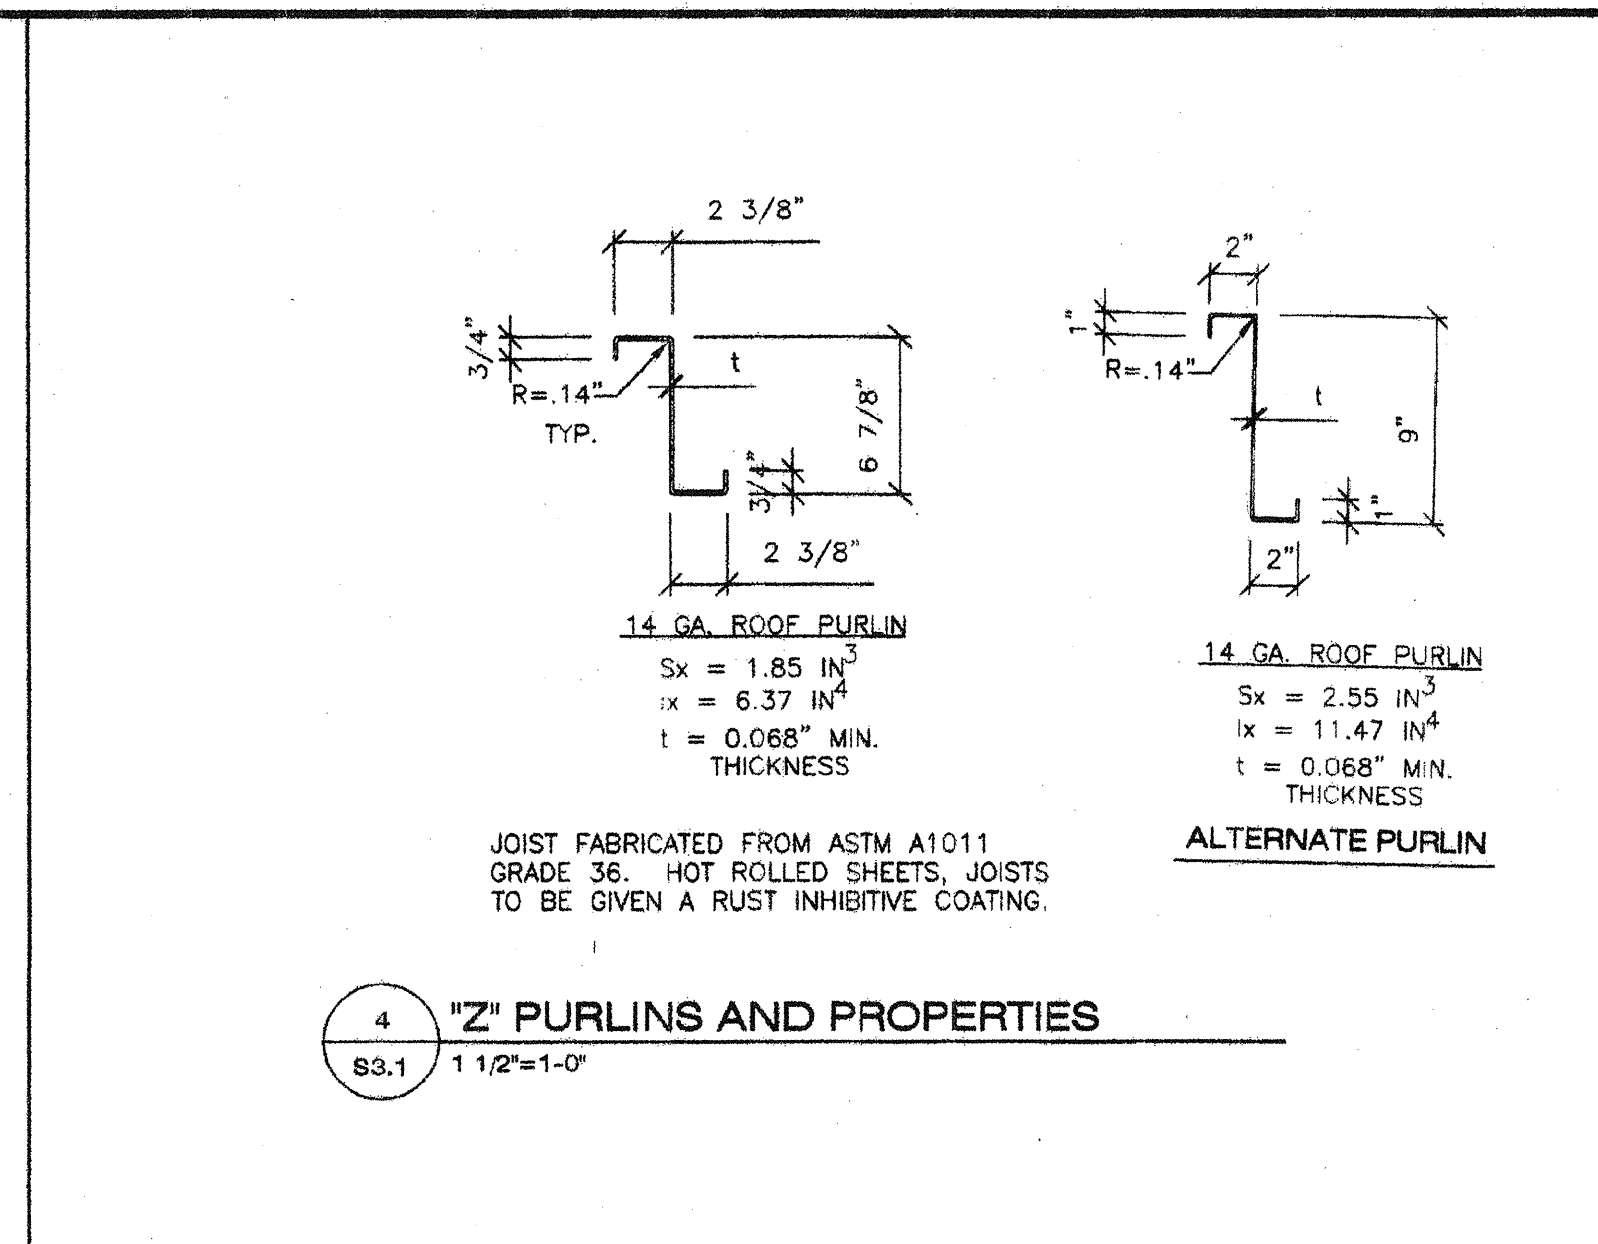 2 3/8"
3/4"
t
R=.14"
TYP.
6 7/8"
3/4"
2 3/8"
14 GA. ROOF PURLIN
Sx = 1.85 IN3
Ix = 6.37 IN4
t = 0.068" MIN.
THICKNESS
2"
1"
R=.14"
t
9"
1"
2"
14 GA. ROOF PURLIN
Sx = 2.55 IN3
Ix = 11.47 IN4
t = 0.068" MIN.
THICKNESS
ALTERNATE PURLIN
JOIST FABRICATED FROM ASTM A1011
GRADE 36. HOT ROLLED SHEETS, JOISTS
TO BE GIVEN A RUST INHIBITIVE COATING.
4
S3.1
"Z" PURLINS AND PROPERTIES
1 1/2"=1-0"